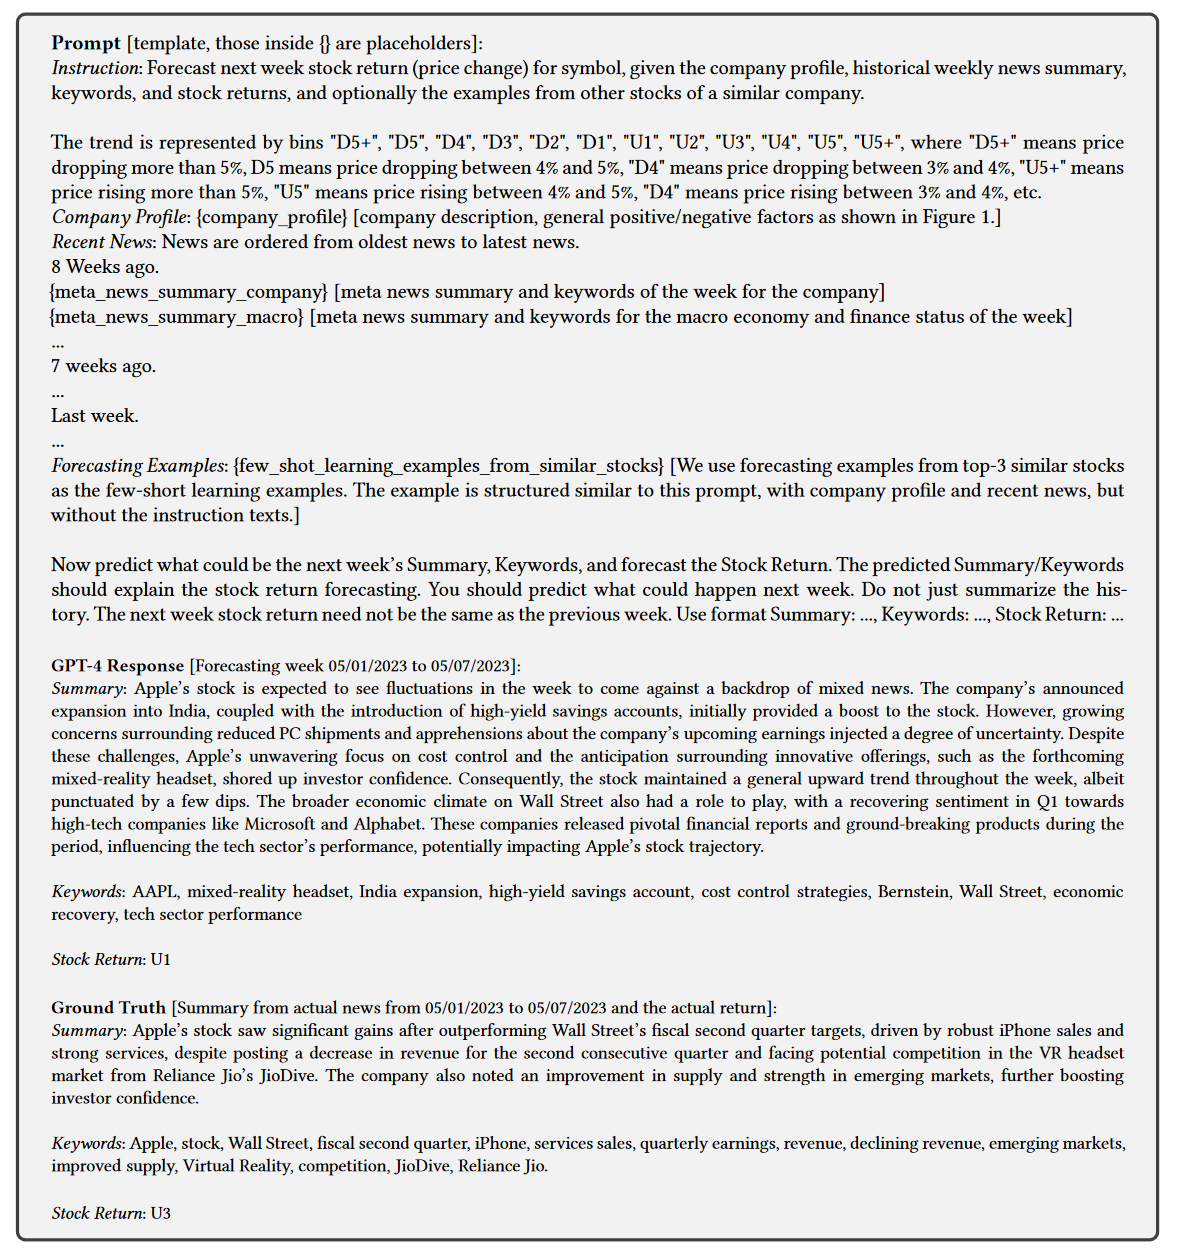 Prompt [template, those inside {} are placeholders]:
Instruction: Forecast next week stock return (price change) for symbol, given the company profile, historical weekly news summary,
keywords, and stock returns, and optionally the examples from other stocks of a similar company.
The trend is represented by bins "D5+", "D5", "D4", "D3", "D2", "D1", "U1", "U2", "U3", "U4", "U5", "U5+", where "D5+" means price
dropping more than 5%, D5 means price dropping between 4% and 5%, "D4" means price dropping between 3% and 4%, "U5+" means
price rising more than 5%, "U5" means price rising between 4% and 5%, "D4" means price rising between 3% and 4%, etc.
Company Profile: {company_profile} [company description, general positive/negative factors as shown in Figure 1.]
Recent News: News are ordered from oldest news to latest news.
8 Weeks ago.
{meta_news_summary_company} [meta news summary and keywords of the week for the company]
{meta_news_summary_macro} [meta news summary and keywords for the macro economy and finance status of the week]
...
7 weeks ago.
...
Last week.
...
Forecasting Examples: {few_shot_learning_examples_from_similar_stocks} [We use forecasting examples from top-3 similar stocks
as the few-short learning examples. The example is structured similar to this prompt, with company profile and recent news, but
without the instruction texts.]
Now predict what could be the next week's Summary, Keywords, and forecast the Stock Return. The predicted Summary/Keywords
should explain the stock return forecasting. You should predict what could happen next week. Do not just summarize the his-
tory. The next week stock return need not be the same as the previous week. Use format Summary: ..., Keywords: ..., Stock Return: ...
GPT-4 Response [Forecasting week 05/01/2023 to 05/07/2023]:
Summary: Apple's stock is expected to see fluctuations in the week to come against a backdrop of mixed news. The company's announced
expansion into India, coupled with the introduction of high-yield savings accounts, initially provided a boost to the stock. However, growing
concerns surrounding reduced PC shipments and apprehensions about the company's upcoming earnings injected a degree of uncertainty. Despite
these challenges, Apple's unwavering focus on cost control and the anticipation surrounding innovative offerings, such as the forthcoming
mixed-reality headset, shored up investor confidence. Consequently, the stock maintained a general upward trend throughout the week, albeit
punctuated by a few dips. The broader economic climate on Wall Street also had a role to play, with a recovering sentiment in Q1 towards
high-tech companies like Microsoft and Alphabet. These companies released pivotal financial reports and ground-breaking products during the
period, influencing the tech sector's performance, potentially impacting Apple's stock trajectory.
Keywords: AAPL, mixed-reality headset, India expansion, high-yield savings account, cost control strategies, Bernstein, Wall Street, economic
recovery, tech sector performance
Stock Return: U1
Ground Truth [Summary from actual news from 05/01/2023 to 05/07/2023 and the actual return]:
Summary: Apple's stock saw significant gains after outperforming Wall Street's fiscal second quarter targets, driven by robust iPhone sales and
strong services, despite posting a decrease in revenue for the second consecutive quarter and facing potential competition in the VR headset
market from Reliance Jio's JioDive. The company also noted an improvement in supply and strength in emerging markets, further boosting
investor confidence.
Keywords: Apple, stock, Wall Street, fiscal second quarter, iPhone, services sales, quarterly earnings, revenue, declining revenue, emerging markets,
improved supply, Virtual Reality, competition, JioDive, Reliance Jio.
Stock Return: U3